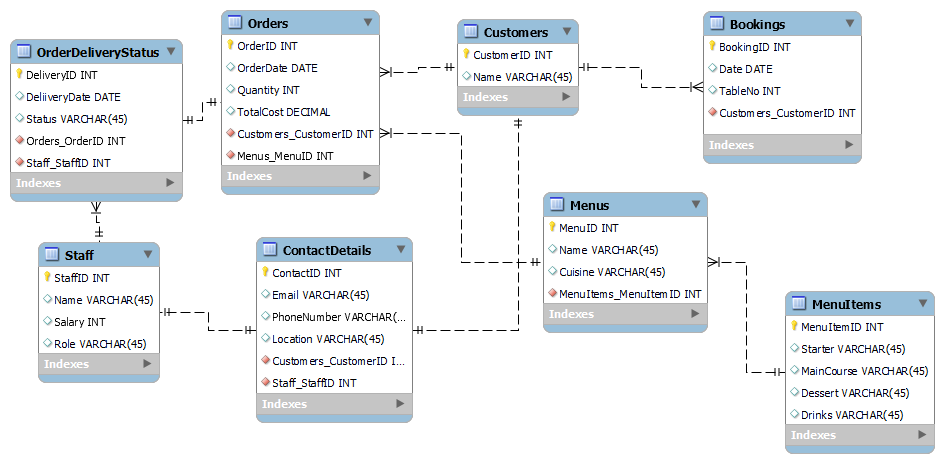 OrderDeliveryStatus
DeliveryID INT
DeliiveryDate DATE
Status VARCHAR(45)
Orders_OrderID INT
Staff_StaffID INT
Indexes
Orders
OrderID INT
OrderDate DATE
Quantity INT
TotalCost DECIMAL
Customers_CustomerID INT
Menus_MenuID INT
Indexes
Customers
CustomerID INT
Name VARCHAR(45)
Indexes
Bookings
BookingID INT
Date DATE
TableNo INT
Customers_CustomerID INT
Indexes
Staff
StaffID INT
Name VARCHAR(45)
Salary INT
Role VARCHAR(45)
Indexes
ContactDetails
ContactID INT
Email VARCHAR(45)
PhoneNumber VARCHAR(...
Location VARCHAR(45)
Customers_CustomerID I...
Staff_StaffID INT
Indexes
Menus
MenuID INT
Name VARCHAR(45)
Cuisine VARCHAR(45)
MenuItems_MenuItemID INT
Indexes
MenuItems
MenuItemID INT
Starter VARCHAR(45)
MainCourse VARCHAR(45)
Dessert VARCHAR(45)
Drinks VARCHAR(45)
Indexes